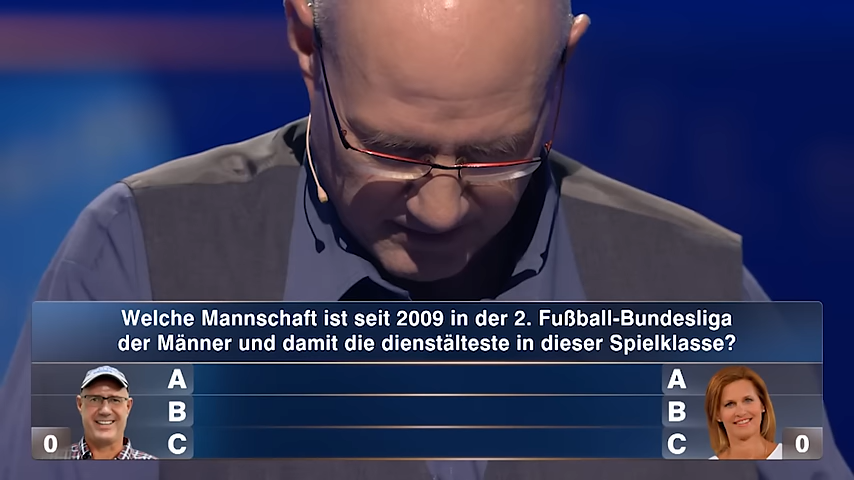 Welche Mannschaft ist seit 2009 in der 2. Fußball-Bundesliga
der Männer und damit die dienstälteste in dieser Spielklasse?
A A
B B
0 C C 0